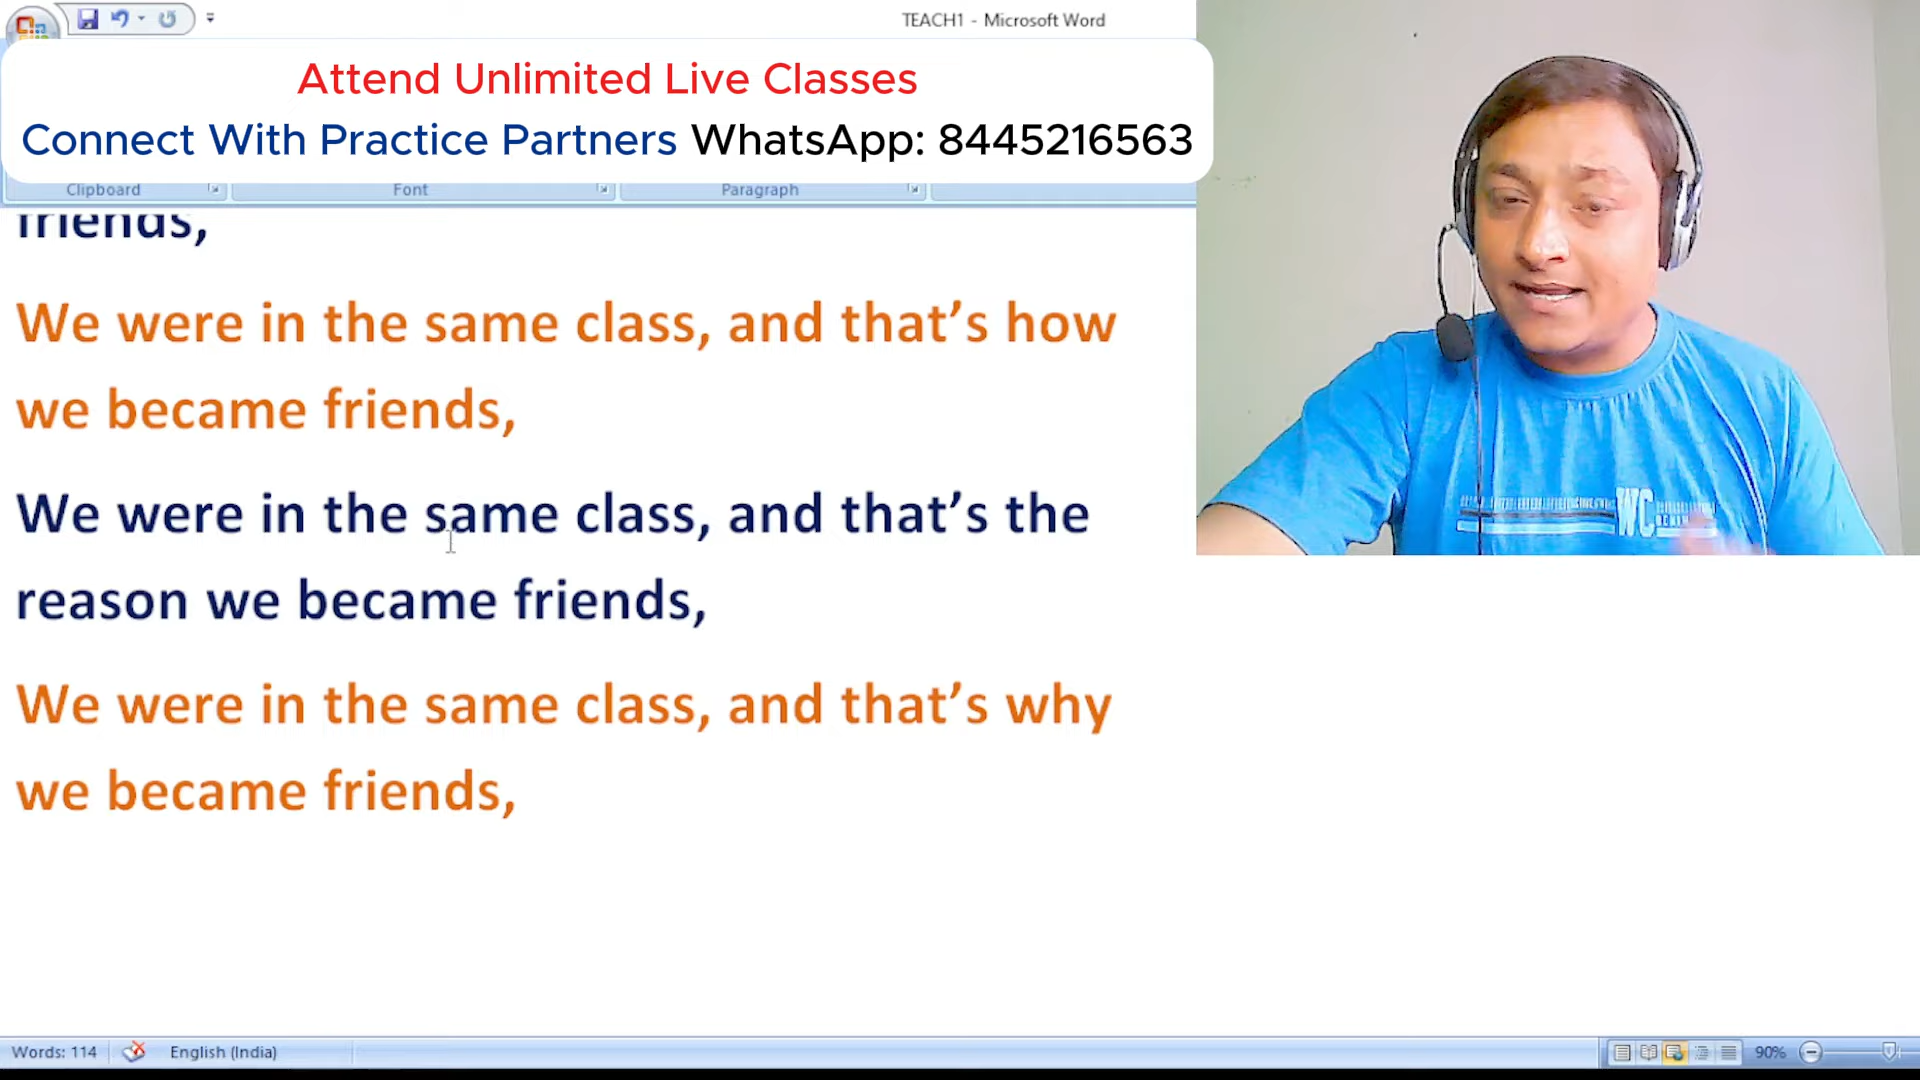 TEACH1 - Microsoft Word
Attend Unlimited Live Classes
Connect With Practice Partners WhatsApp: 8445216563
Clipboard Font Paragraph
friends,
We were in the same class, and that’s how
we became friends,
We were in the same class, and that’s the
reason we became friends,
We were in the same class, and that’s why
we became friends,
WC
Words: 114 English (India) 90%